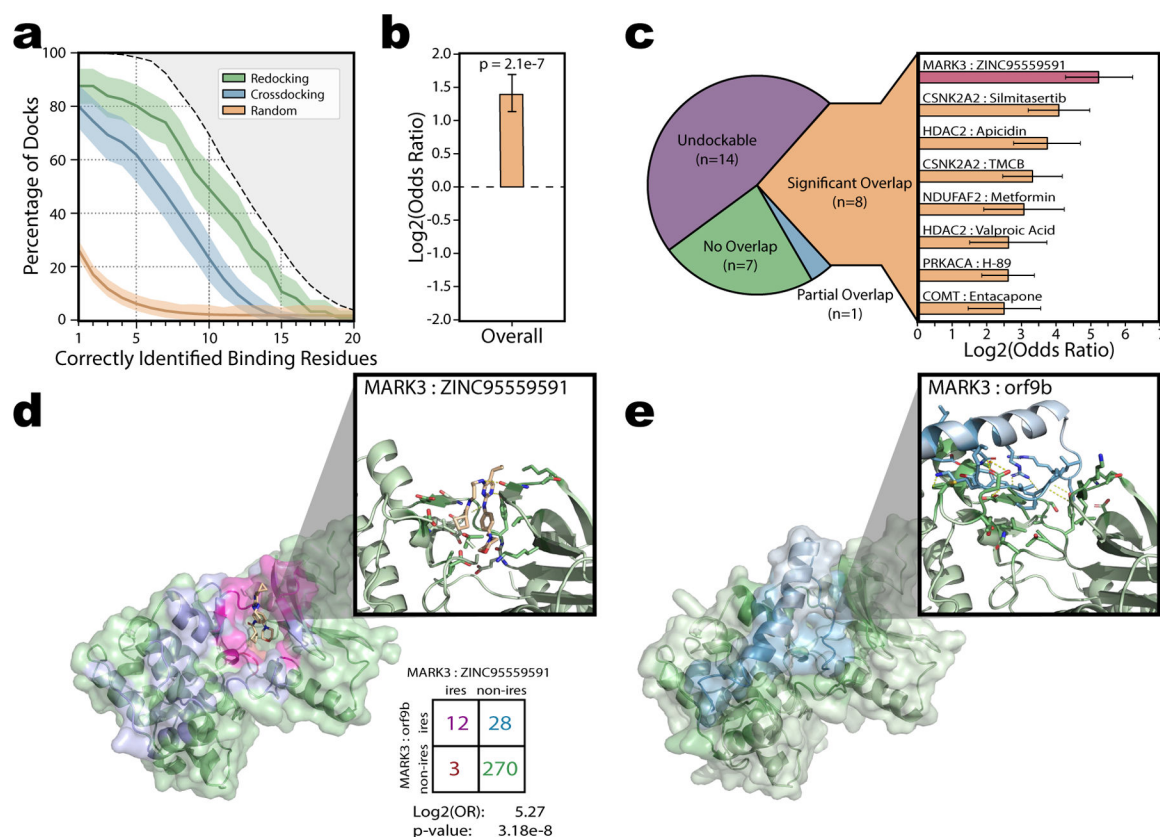 a
100
80
60
40
20
0
Percentage of Docks
Redocking
Crossdocking
Random
1 5 10 15 20
Correctly Identified Binding Residues
b
2.0
1.5
1.0
0.5
0.0
-0.5
-1.0
-1.5
-2.0
Log2(Odds Ratio)
p = 2.1e-7
Overall
c
Undockable
(n=14)
Significant Overlap
(n=8)
No Overlap
(n=7)
Partial Overlap
(n=1)
MARK3 : ZINC95559591
CSNK2A2 : Silmitasertib
HDAC2 : Apicidin
CSNK2A2 : TMCB
NDUFAF2 : Metformin
HDAC2 : Valproic Acid
PRKACA : H-89
COMT : Entacapone
0 1 2 3 4 5 6 7
Log2(Odds Ratio)
d
MARK3 : ZINC95559591
MARK3 : ZINC95559591
ires non-ires
MARK3 : orf9b
ires
non-ires
12 28
3 270
Log2(OR): 5.27
p-value: 3.18e-8
e
MARK3 : orf9b